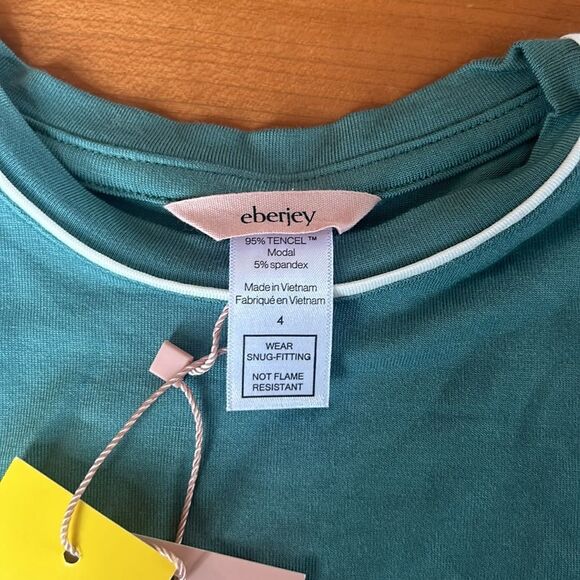 eberjey
95% TENCEL™
Modal
5% spandex
Made in Vietnam
Fabriqué en Vietnam
4
WEAR
SNUG-FITTING
NOT FLAME
RESISTANT